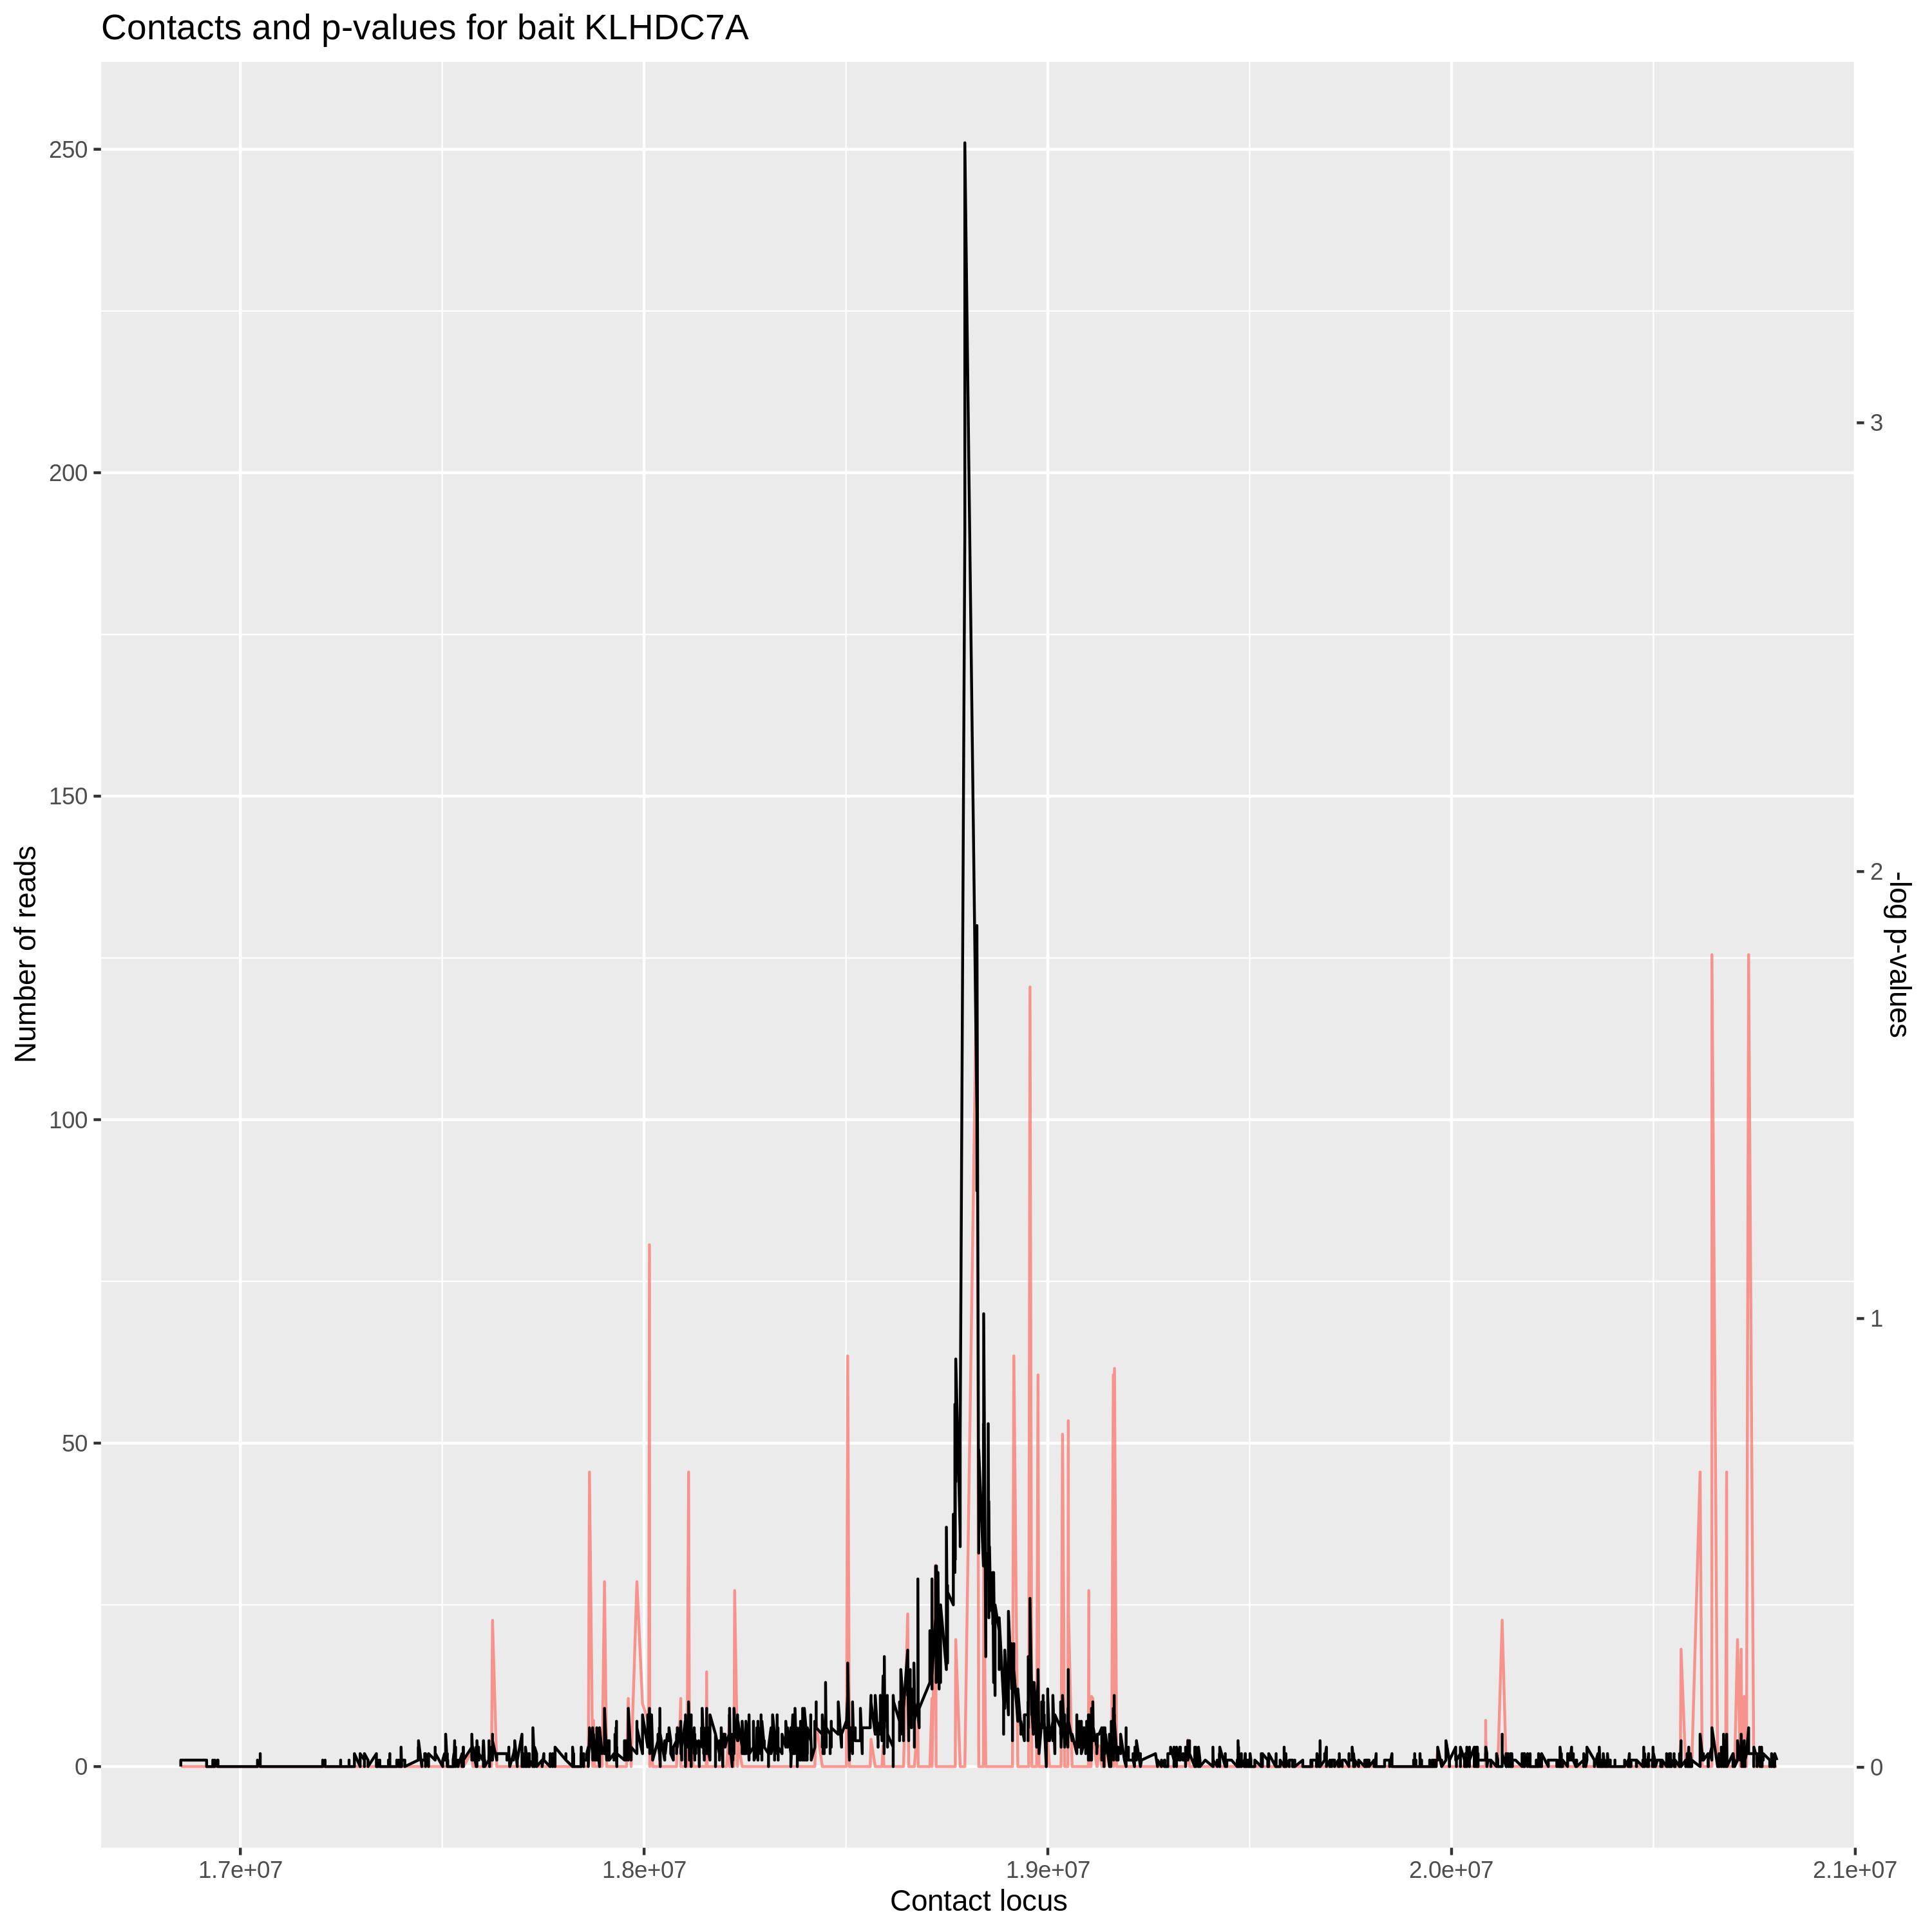 Contacts and p-values for bait KLHDC7A
250
200
150
100
50
0
Number of reads
3
2
1
0
-log p-values
1.7e+07
1.8e+07
1.9e+07
2.0e+07
2.1e+07
Contact locus